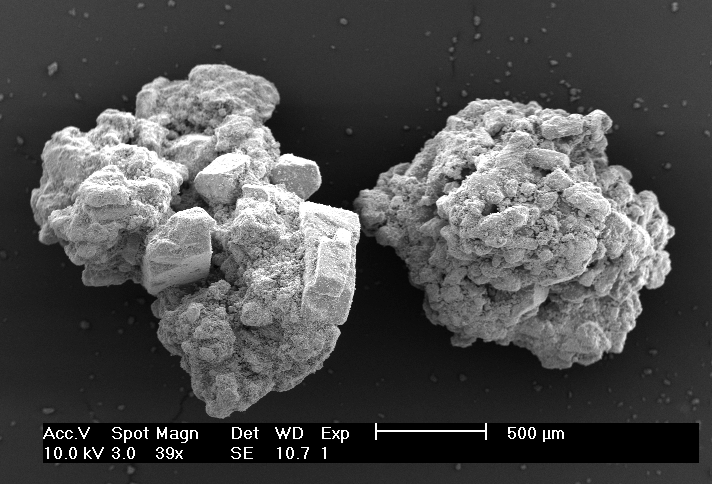 Acc.V Spot Magn Det WD Exp 500 µm
10.0 kV 3.0 39x SE 10.7 1